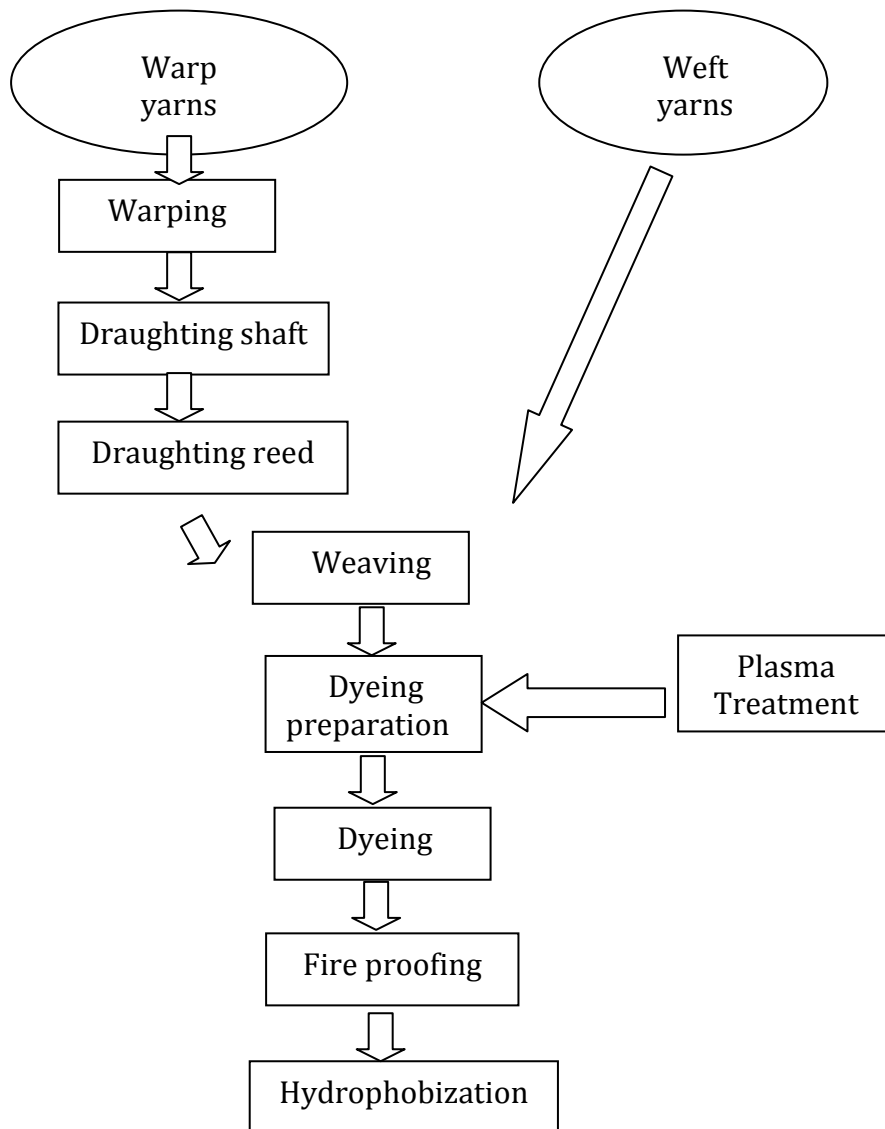 Warp
yarns
Weft
yarns
Warping
Draughting shaft
Draughting reed
Weaving
Dyeing
preparation
Plasma
Treatment
Dyeing
Fire proofing
Hydrophobization